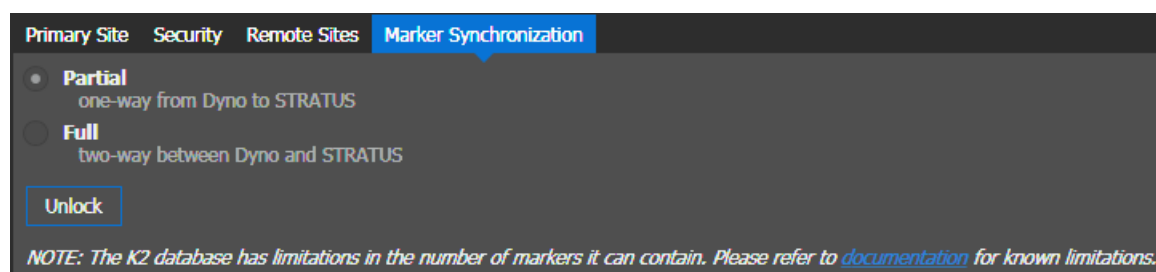 Primary Site Security Remote Sites Marker Synchronization
Partial
one-way from Dyno to STRATUS
Full
two-way between Dyno and STRATUS
Unlock
NOTE: The K2 database has limitations in the number of markers it can contain. Please refer to documentation for known limitations.